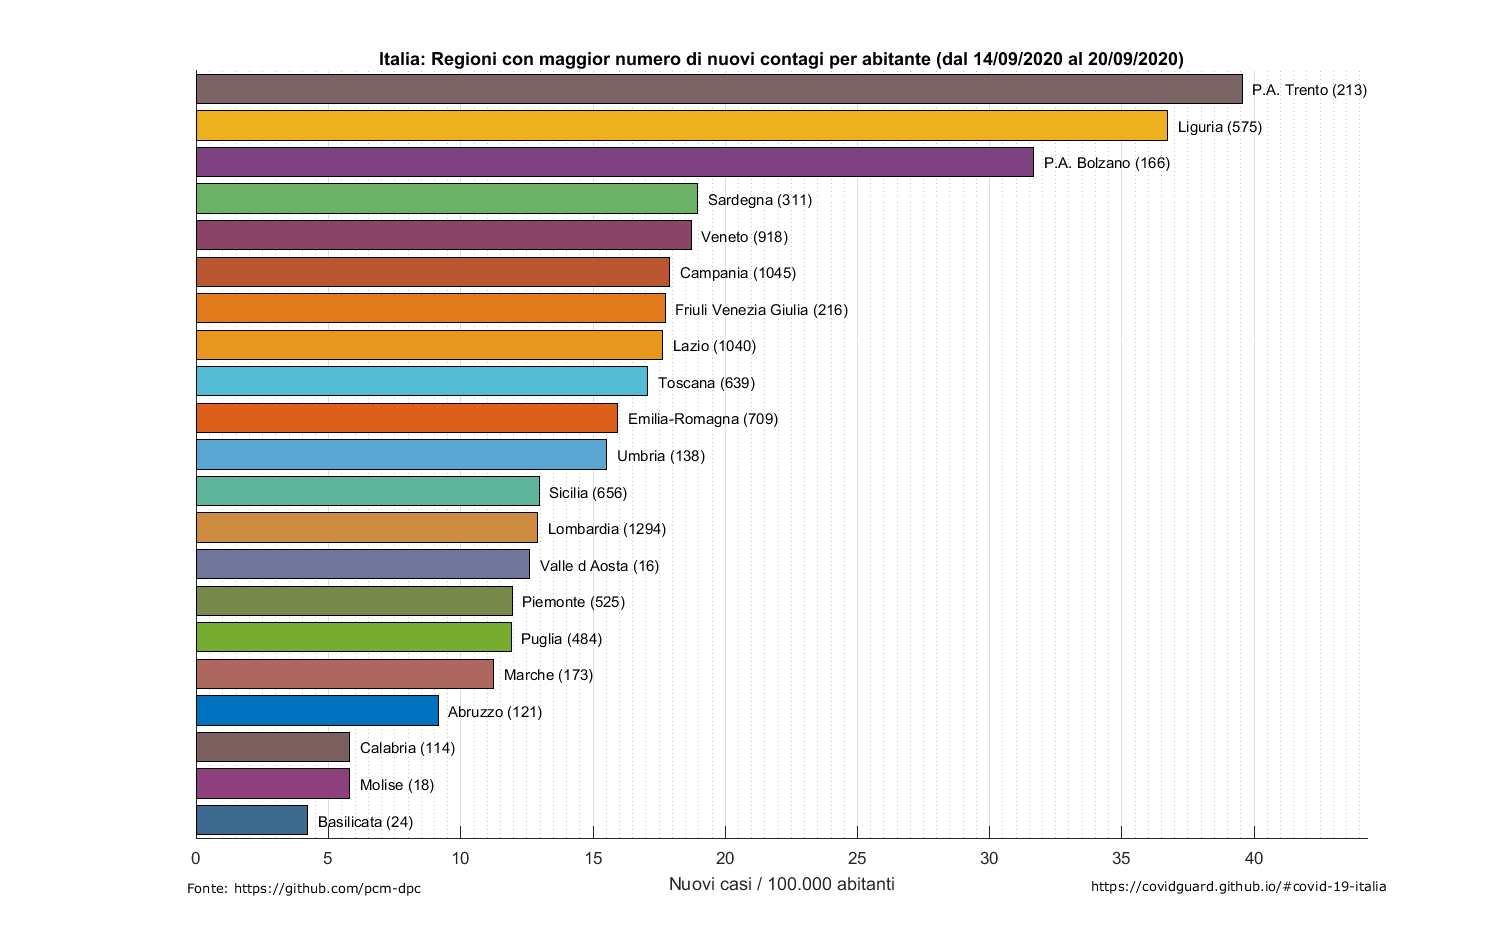 Italia: Regioni con maggior numero di nuovi contagi per abitante (dal 14/09/2020 al 20/09/2020)
P.A. Trento (213)
Liguria (575)
P.A. Bolzano (166)
Sardegna (311)
Veneto (918)
Campania (1045)
Friuli Venezia Giulia (216)
Lazio (1040)
Toscana (639)
Emilia-Romagna (709)
Umbria (138)
Sicilia (656)
Lombardia (1294)
Valle d Aosta (16)
Piemonte (525)
Puglia (484)
Marche (173)
Abruzzo (121)
Calabria (114)
Molise (18)
Basilicata (24)
0 5 10 15 20 25 30 35 40
Nuovi casi / 100.000 abitanti
Fonte: https://github.com/pcm-dpc
https://covidguard.github.io/#covid-19-italia